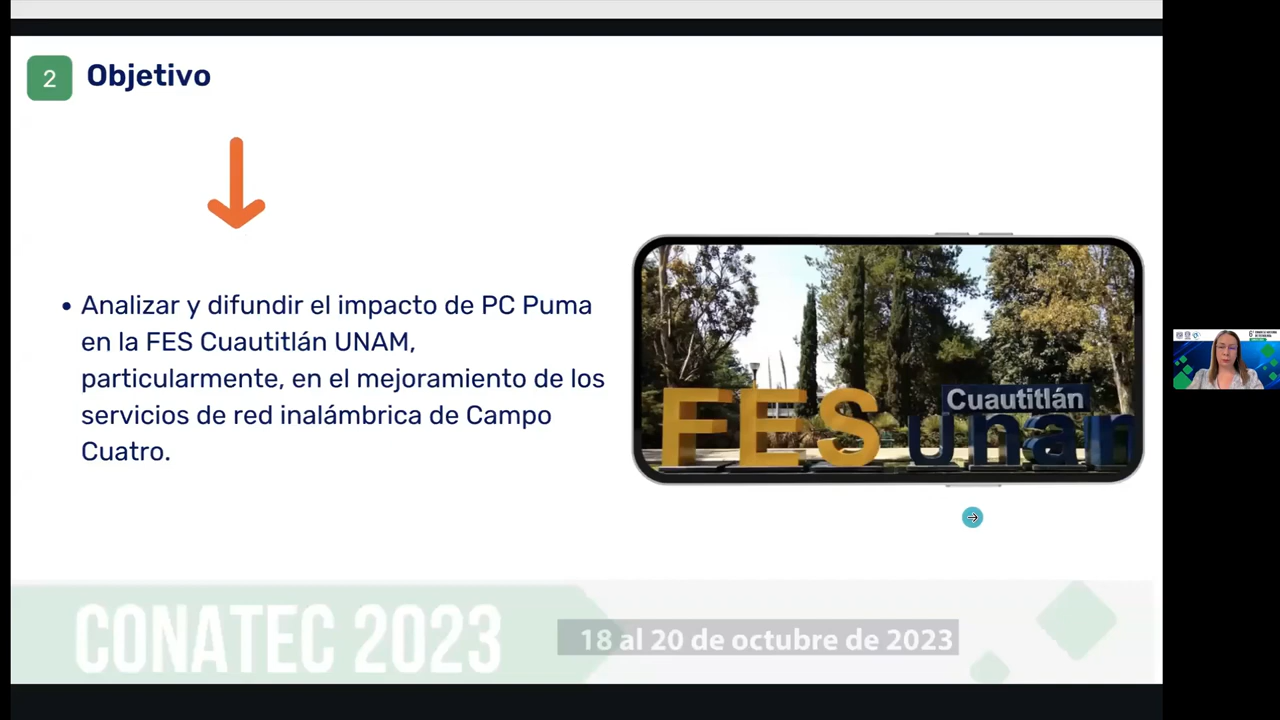 2 Objetivo
• Analizar y difundir el impacto de PC Puma
en la FES Cuautitlán UNAM,
particularmente, en el mejoramiento de los
servicios de red inalámbrica de Campo
Cuatro.
Cuautitlán
FES unam
CONATEC 2023
18 al 20 de octubre de 2023